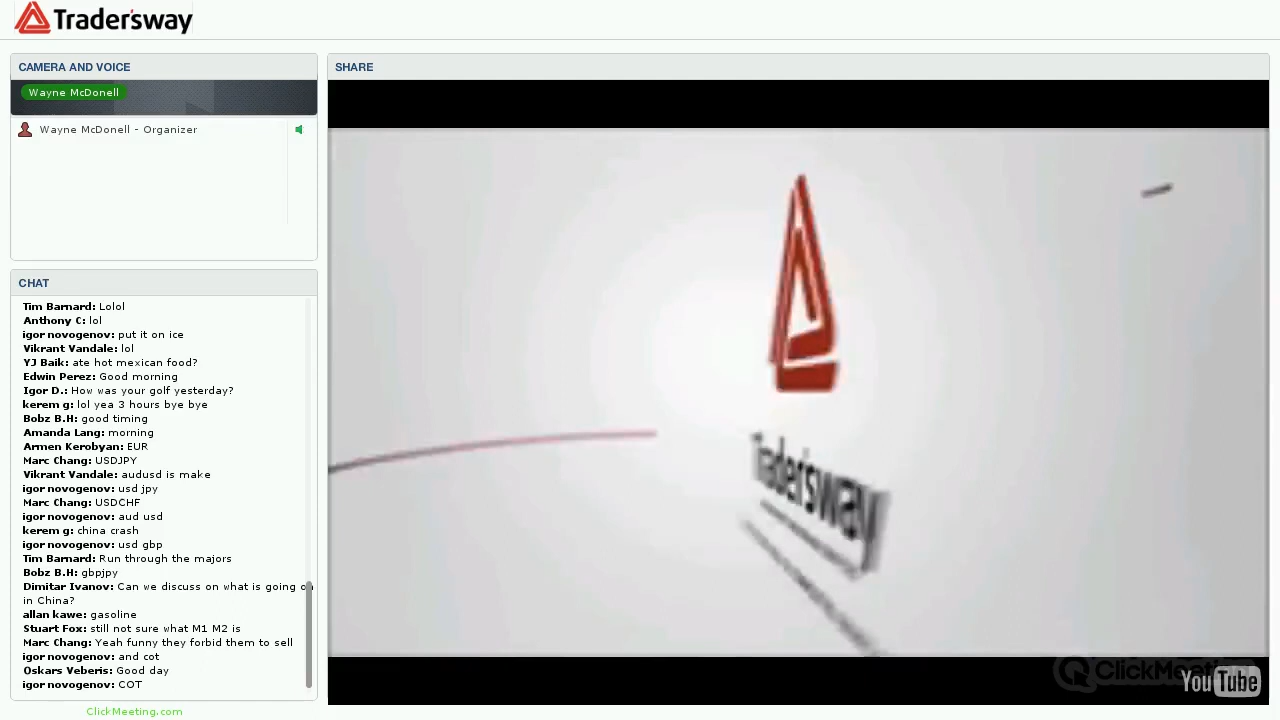 Trader'sway
CAMERA AND VOICE
Wayne McDonell
Wayne McDonell - Organizer
CHAT
Tim Barnard: Lolol
Anthony C: lol
igor novogenov: put it on ice
Vikrant Vandale: lol
YJ Baik: ate hot mexican food?
Edwin Perez: Good morning
Igor D.: How was your golf yesterday?
kerem g: lol yea 3 hours bye bye
Bobz B.H: good timing
Amanda Lang: morning
Armen Kerobyan: EUR
Marc Chang: USDJPY
Vikrant Vandale: audusd is make
igor novogenov: usd jpy
Marc Chang: USDCHF
igor novogenov: aud usd
kerem g: china crash
igor novogenov: usd gbp
Tim Barnard: Run through the majors
Bobz B.H: gbpjpy
Dimitar Ivanov: Can we discuss on what is going on
in China?
allan kawe: gasoline
Stuart Fox: still not sure what M1 M2 is
Marc Chang: Yeah funny they forbid them to sell
igor novogenov: and cot
Oskars Veberis: Good day
igor novogenov: COT
ClickMeeting.com
SHARE
Trader'sway
ClickMeeting
YouTube